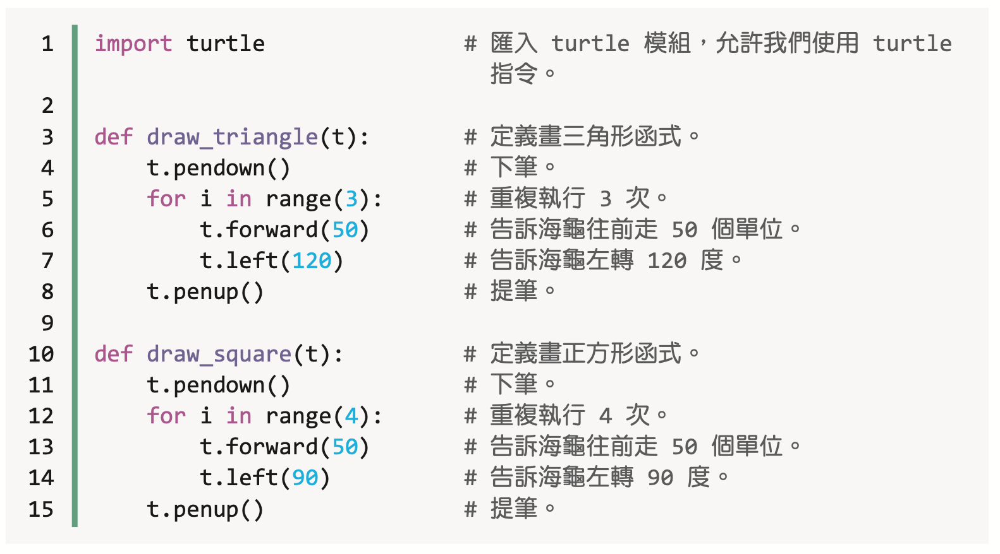 1 import turtle # 匯入 turtle 模組，允許我們使用 turtle
指令。
2
3 def draw_triangle(t): # 定義畫三角形函式。
4 t.pendown() # 下筆。
5 for i in range(3): # 重複執行 3 次。
6 t.forward(50) # 告訴海龜往前走 50 個單位。
7 t.left(120) # 告訴海龜左轉 120 度。
8 t.penup() # 提筆。
9
10 def draw_square(t): # 定義畫正方形函式。
11 t.pendown() # 下筆。
12 for i in range(4): # 重複執行 4 次。
13 t.forward(50) # 告訴海龜往前走 50 個單位。
14 t.left(90) # 告訴海龜左轉 90 度。
15 t.penup() # 提筆。